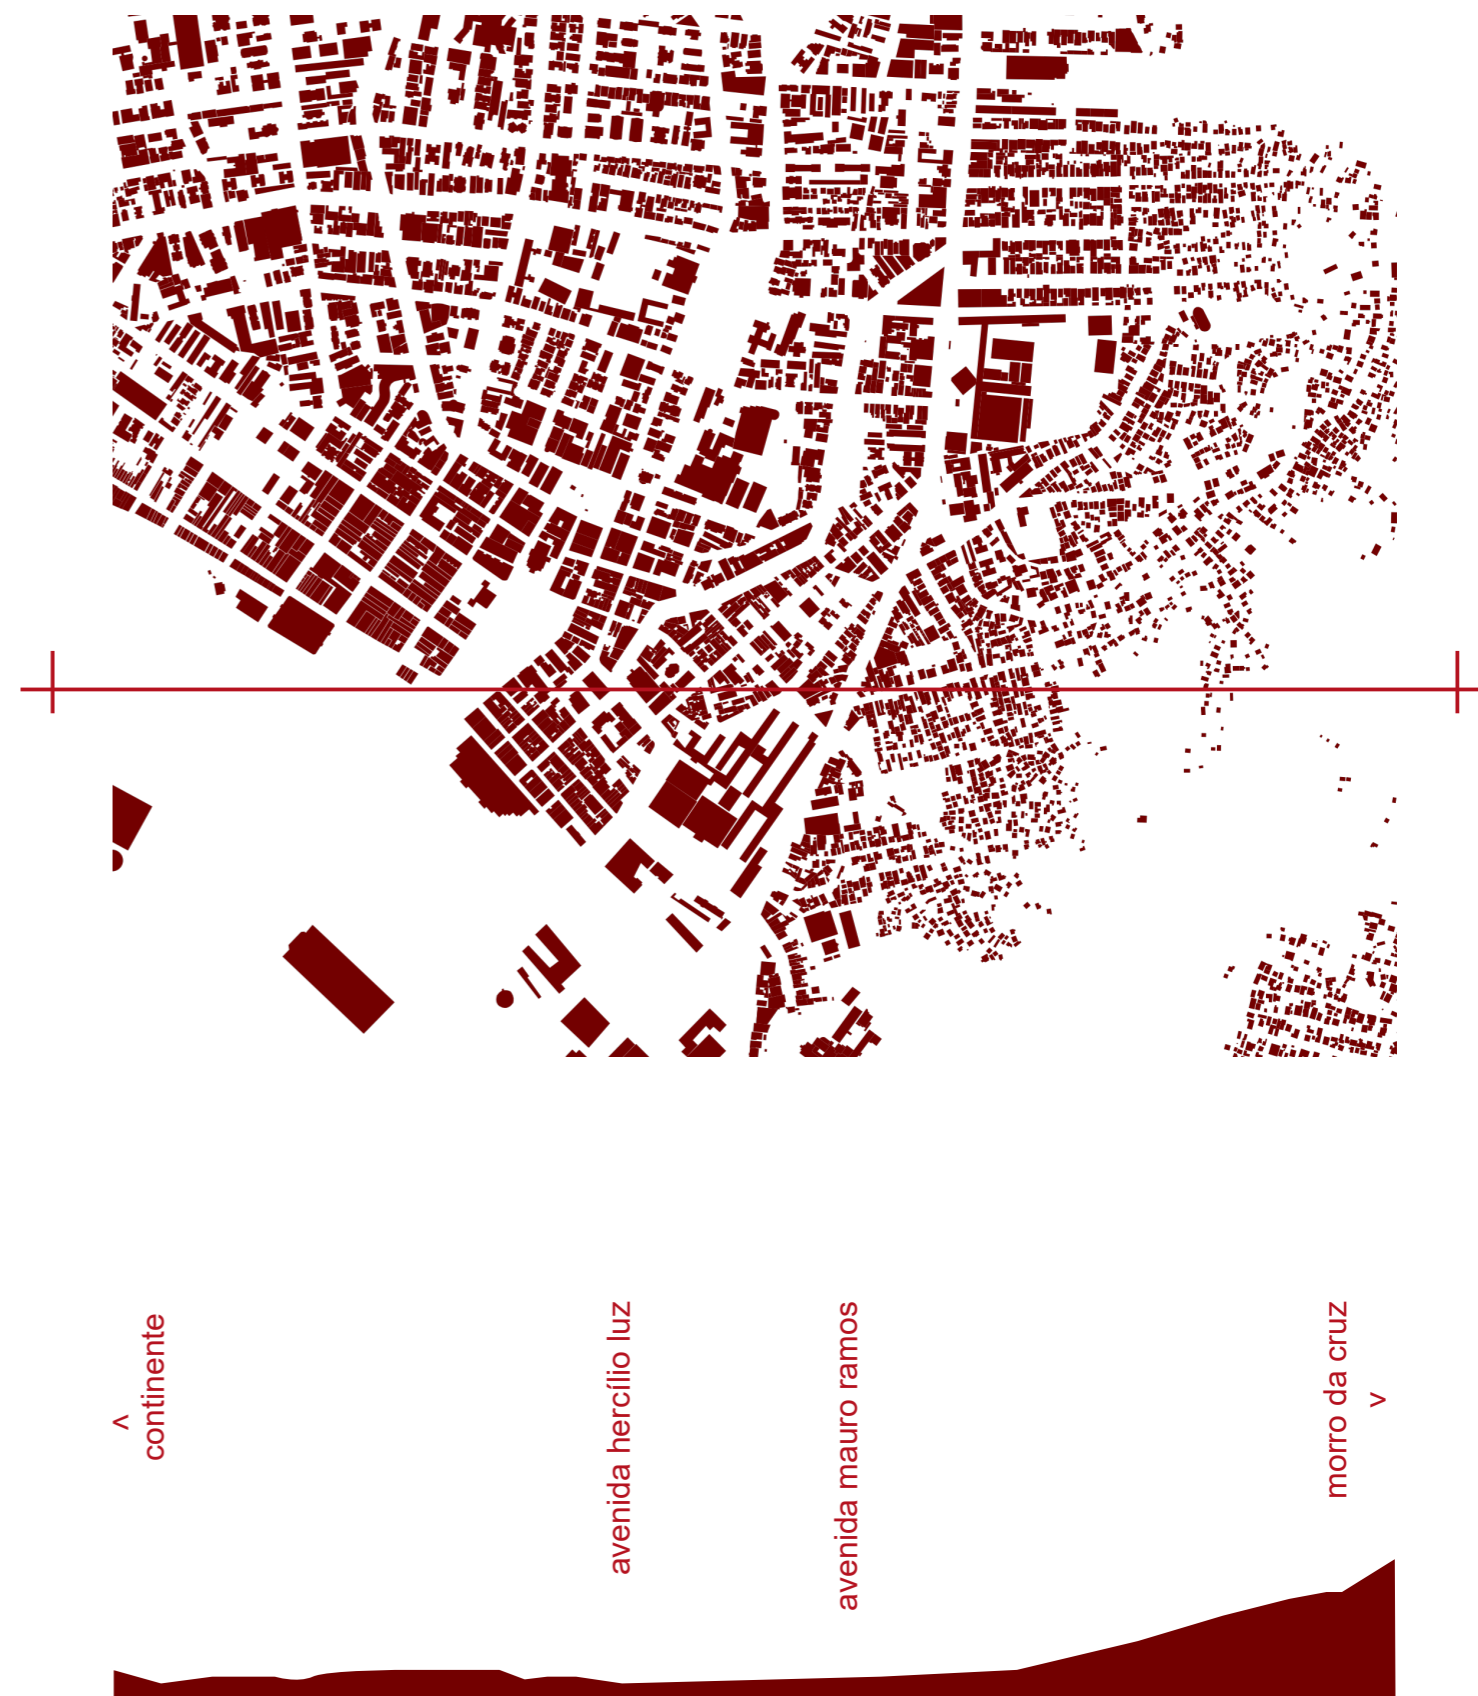 <
continente
avenida hercílio luz
avenida mauro ramos
morro da cruz
>